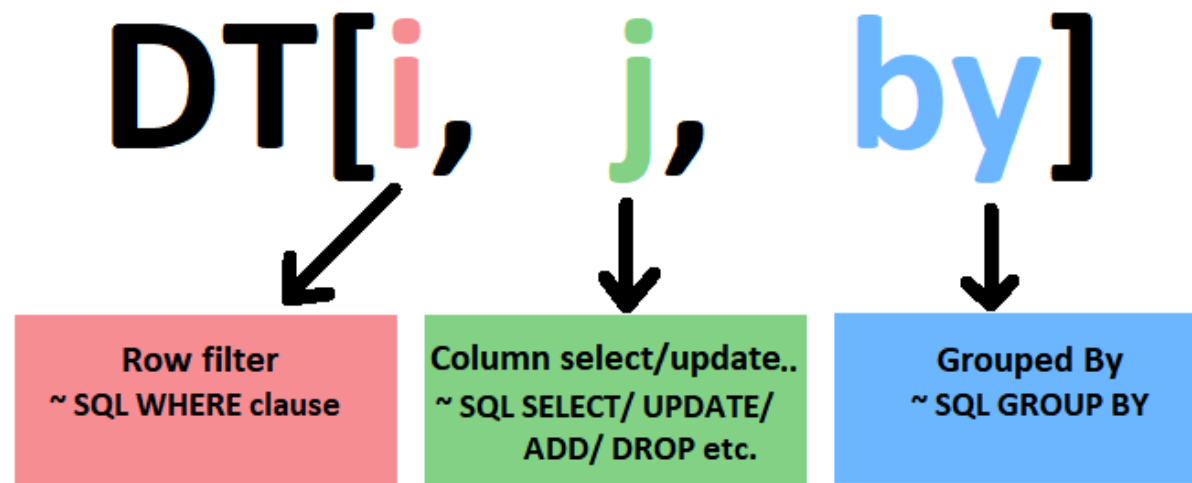 DT[i, j, by]
Row filter
~ SQL WHERE clause
Column select/update..
~ SQL SELECT/ UPDATE/
ADD/ DROP etc.
Grouped By
~ SQL GROUP BY